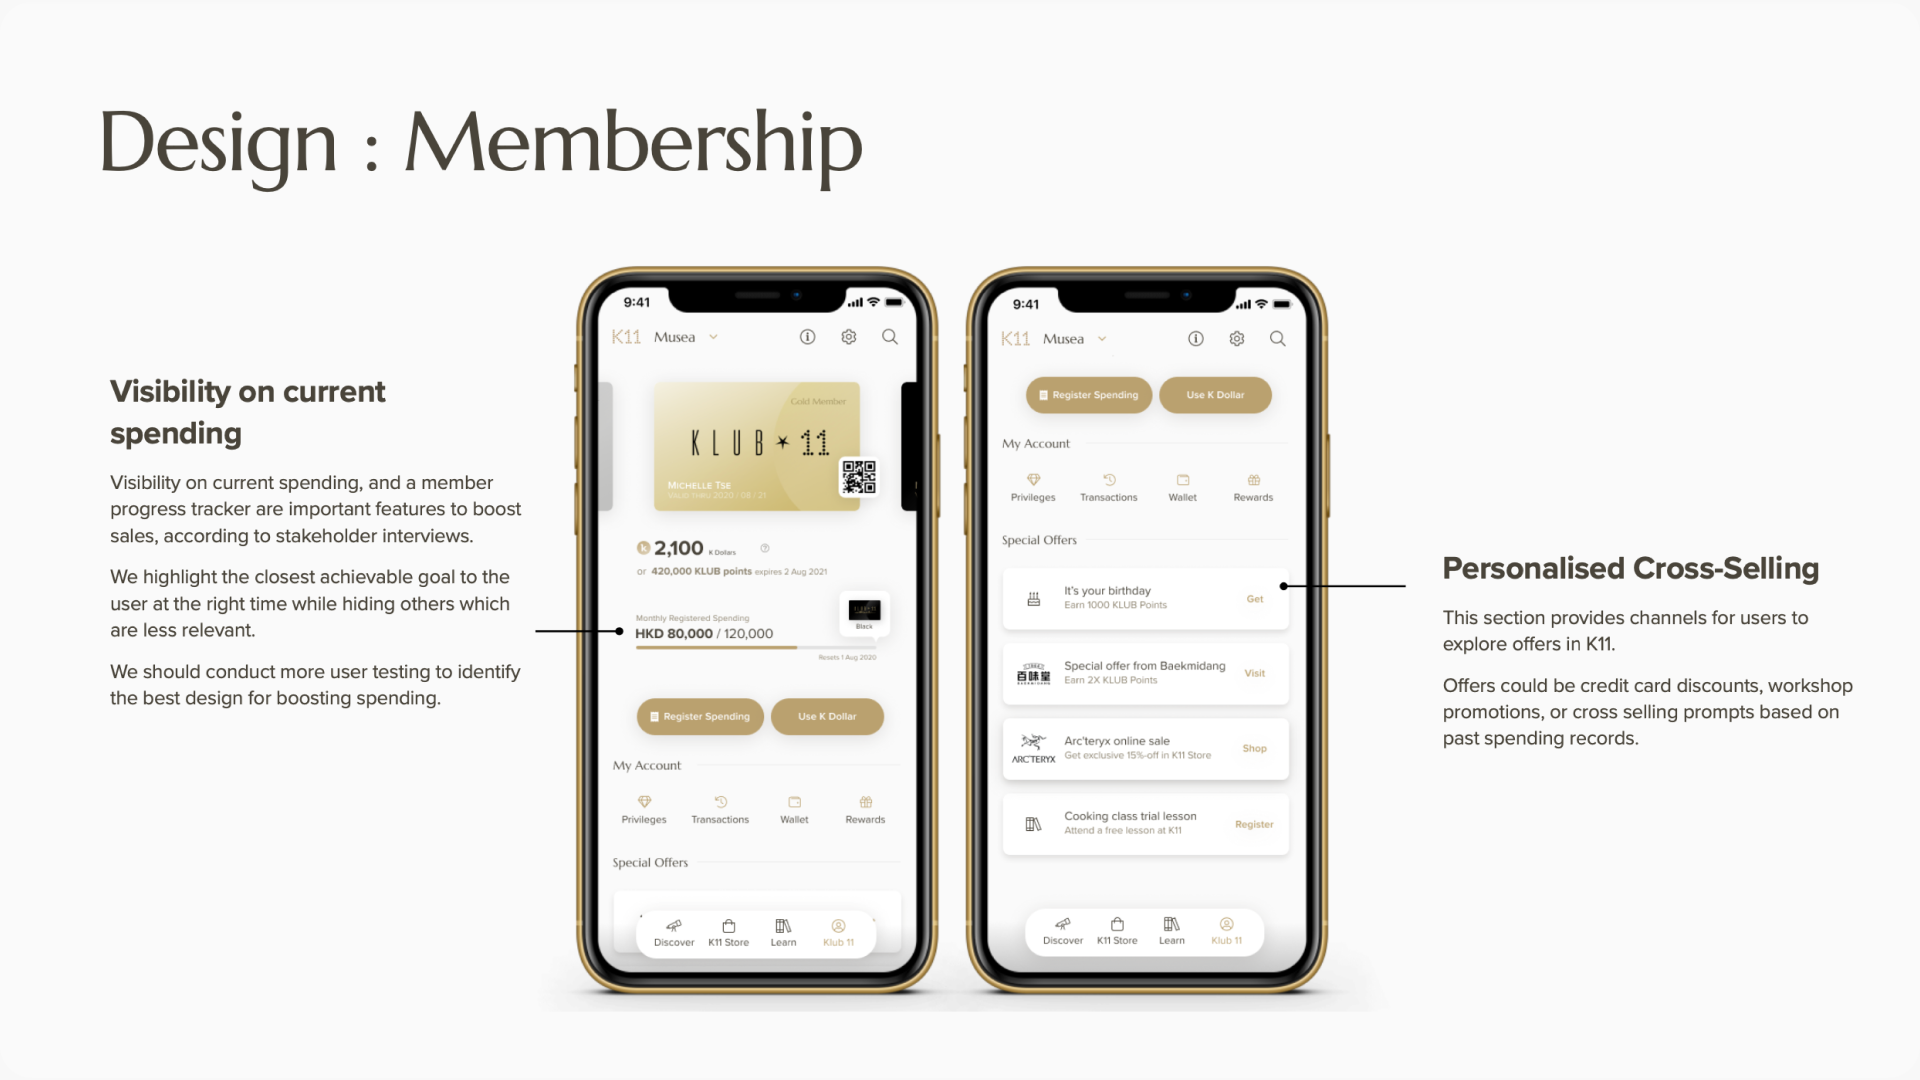 Design : Membership
Visibility on current
spending
Visibility on current spending, and a member
progress tracker are important features to boost
sales, according to stakeholder interviews.
We highlight the closest achievable goal to the
user at the right time while hiding others which
are less relevant.
We should conduct more user testing to identify
the best design for boosting spending.
9:41
K11 Musea
Gold Member
KLUB 11
MICHELLE TSE
VALID THRU 2020 / 08 / 21
k 2,100 K Dollars
or 420,000 KLUB points expires 2 Aug 2021
Monthly Registered Spending
HKD 80,000 / 120,000
Black
Resets 1 Aug 2020
Register Spending
Use K Dollar
My Account
Privileges
Transactions
Wallet
Rewards
Special Offers
Discover
K11 Store
Learn
Klub 11
9:41
K11 Musea
Register Spending
Use K Dollar
My Account
Privileges
Transactions
Wallet
Rewards
Special Offers
It's your birthday
Earn 1000 KLUB Points
Get
百味堂
Special offer from Baekmidang
Earn 2X KLUB Points
Visit
ARC'TERYX
Arc'teryx online sale
Get exclusive 15%-off in K11 Store
Shop
Cooking class trial lesson
Attend a free lesson at K11
Register
Discover
K11 Store
Learn
Klub 11
Personalised Cross-Selling
This section provides channels for users to
explore offers in K11.
Offers could be credit card discounts, workshop
promotions, or cross selling prompts based on
past spending records.